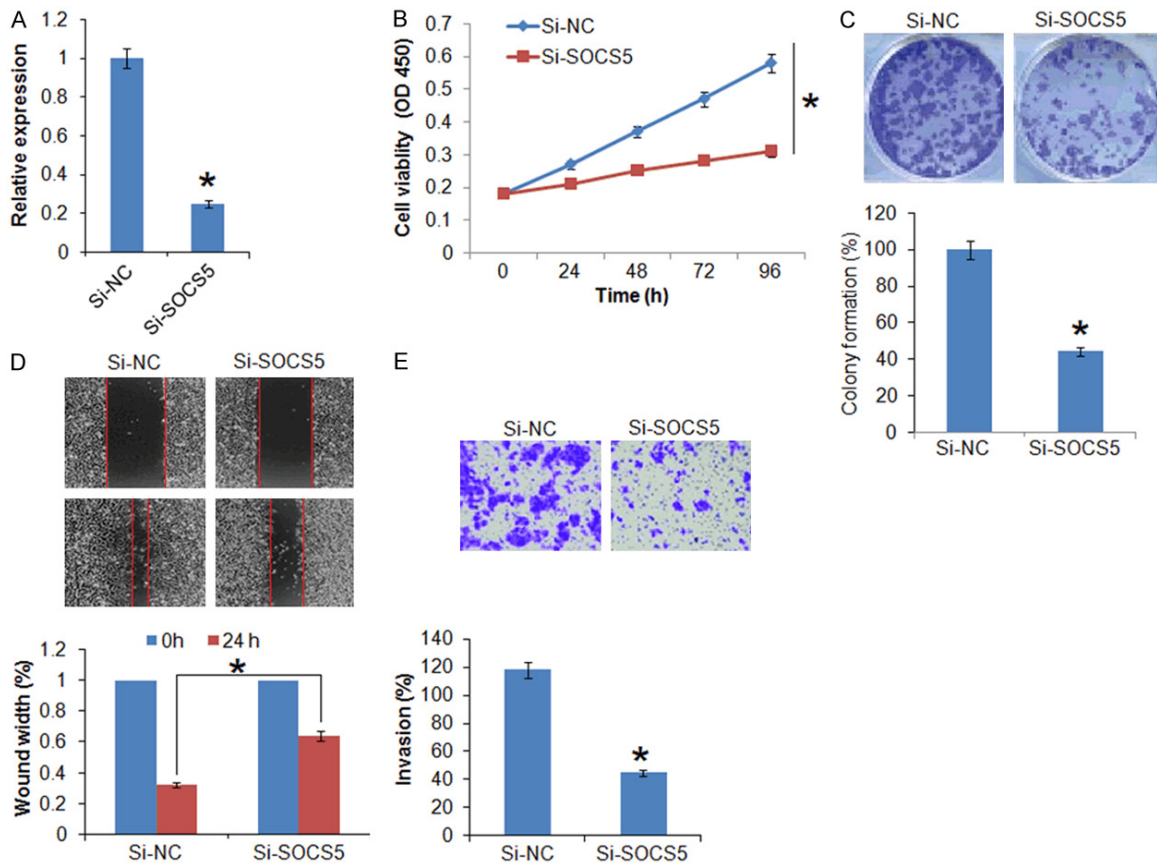 A
Relative expression
1.2
1
0.8
0.6
0.4
0.2
0
*
Si-NC
Si-SOCS5
B
Cell viablity (OD 450)
0.7
0.6
0.5
0.4
0.3
0.2
0.1
0
Si-NC
Si-SOCS5
*
0 24 48 72 96
Time (h)
C
Si-NC Si-SOCS5
Colony formation (%)
120
100
80
60
40
20
0
*
Si-NC Si-SOCS5
D
Si-NC Si-SOCS5
0h 24 h
Wound width (%)
1.2
1
0.8
0.6
0.4
0.2
0
*
Si-NC Si-SOCS5
E
Si-NC Si-SOCS5
Invasion (%)
140
120
100
80
60
40
20
0
*
Si-NC Si-SOCS5